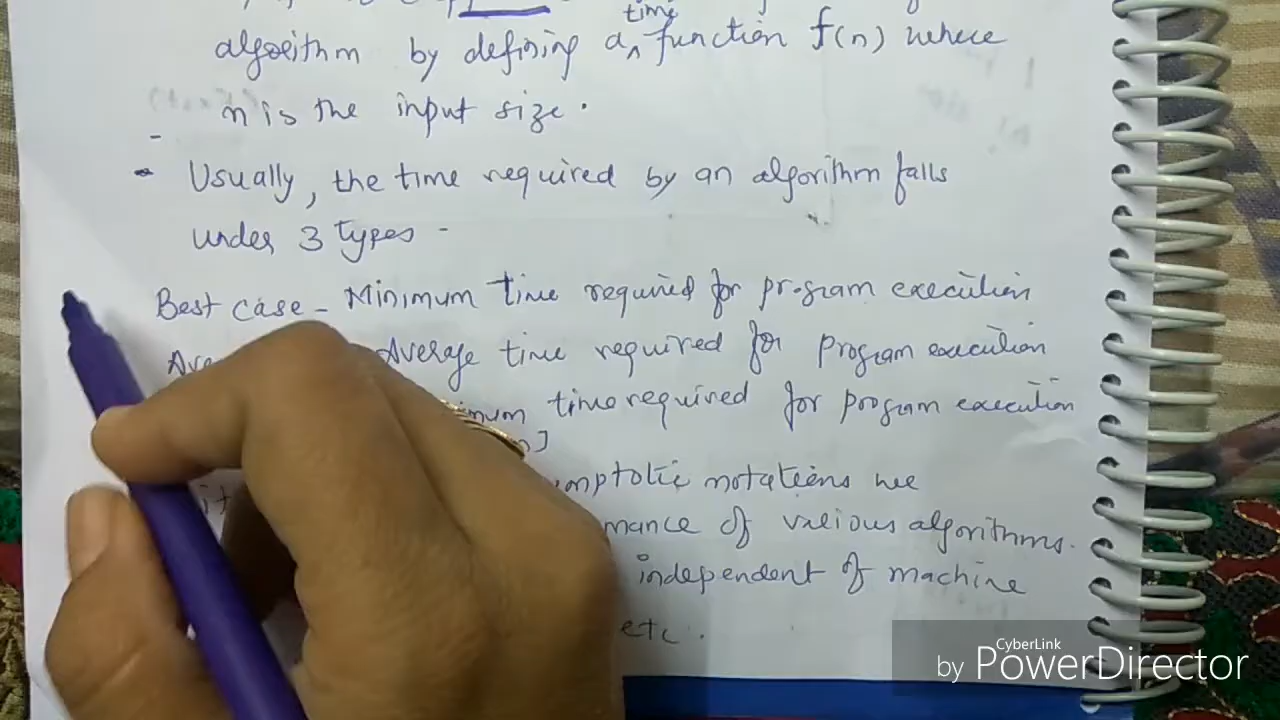 time
algorithm by defining a ^ function f(n) where
n is the input size.
- Usually, the time required by an algorithm falls
under 3 types -
Best case - Minimum time required for program execution
Average time required for program execution
time required for program execution
notations we
of various algorithms.
independent of machine
etc.
CyberLink
by PowerDirector